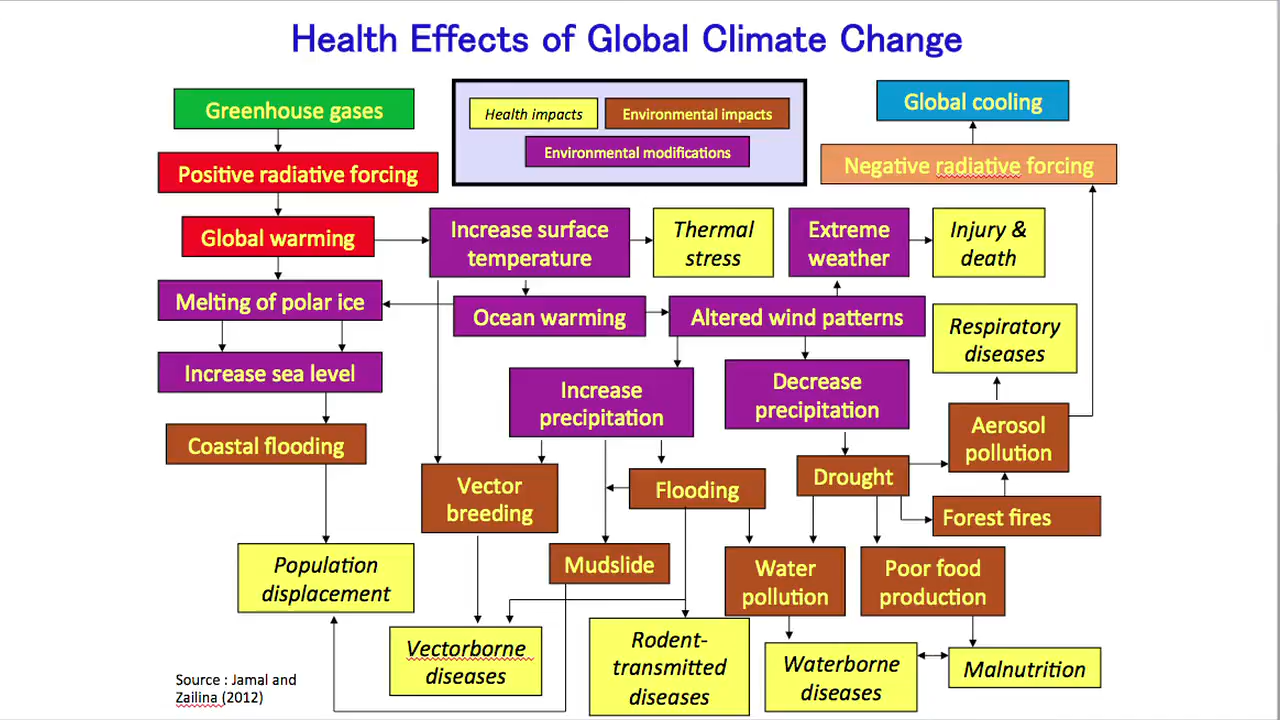 Health Effects of Global Climate Change
Greenhouse gases
Health impacts
Environmental impacts
Environmental modifications
Global cooling
Positive radiative forcing
Negative radiative forcing
Global warming
Increase surface
temperature
Thermal
stress
Extreme
weather
Injury &
death
Melting of polar ice
Ocean warming
Altered wind patterns
Respiratory
diseases
Increase sea level
Increase
precipitation
Decrease
precipitation
Coastal flooding
Aerosol
pollution
Vector
breeding
Flooding
Drought
Forest fires
Population
displacement
Mudslide
Water
pollution
Poor food
production
Vectorborne
diseases
Rodent-
transmitted
diseases
Waterborne
diseases
Malnutrition
Source : Jamal and
Zailina (2012)